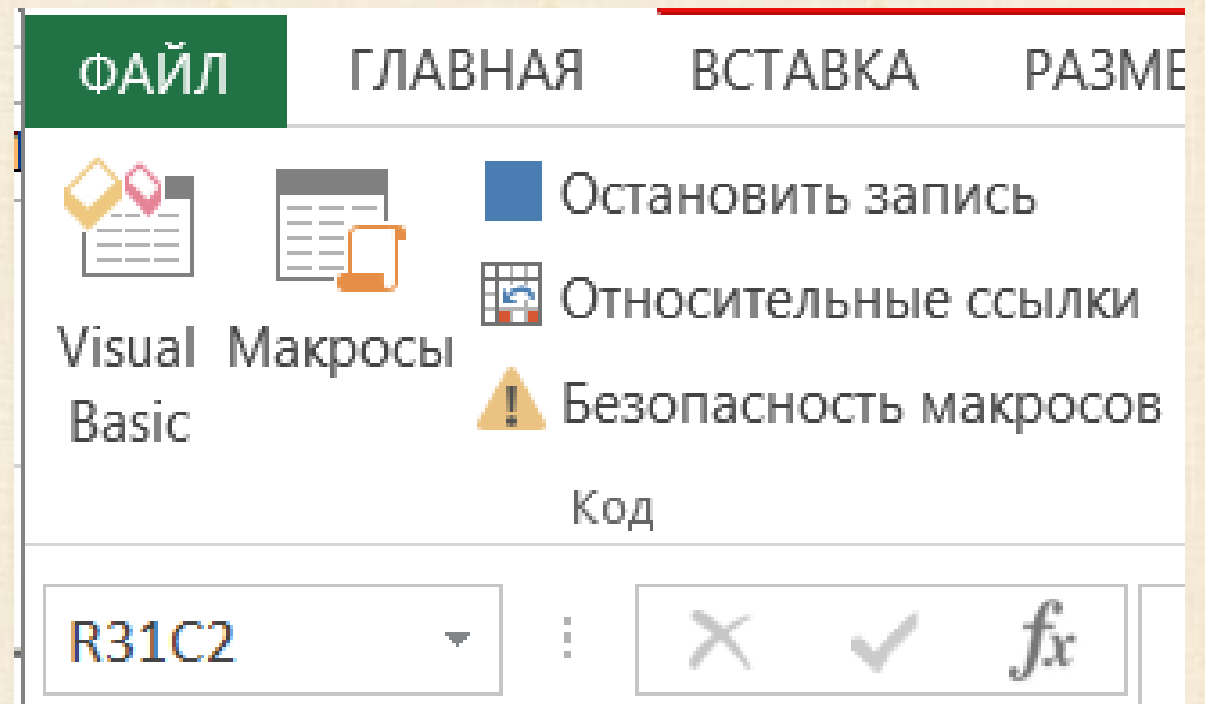 ФАЙЛ ГЛАВНАЯ ВСТАВКА
Остановить запись
Относительные ссылки
Visual Basic
Макросы
Безопасность макросов
Код
R31C2
fx